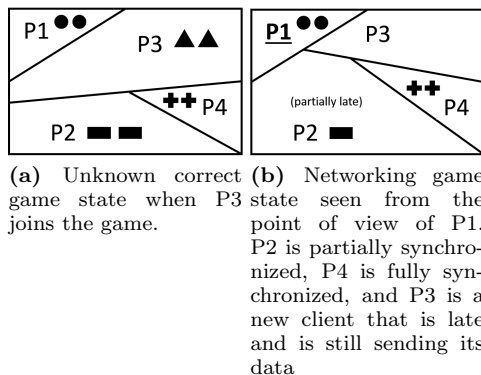 P1
P3
P4
P2
P1
P3
P4
(partially late)
P2
(a) Unknown correct
game state when P3
joins the game.
(b) Networking game
state seen from the
point of view of P1.
P2 is partially synchro-
nized, P4 is fully syn-
chronized, and P3 is a
new client that is late
and is still sending its
data